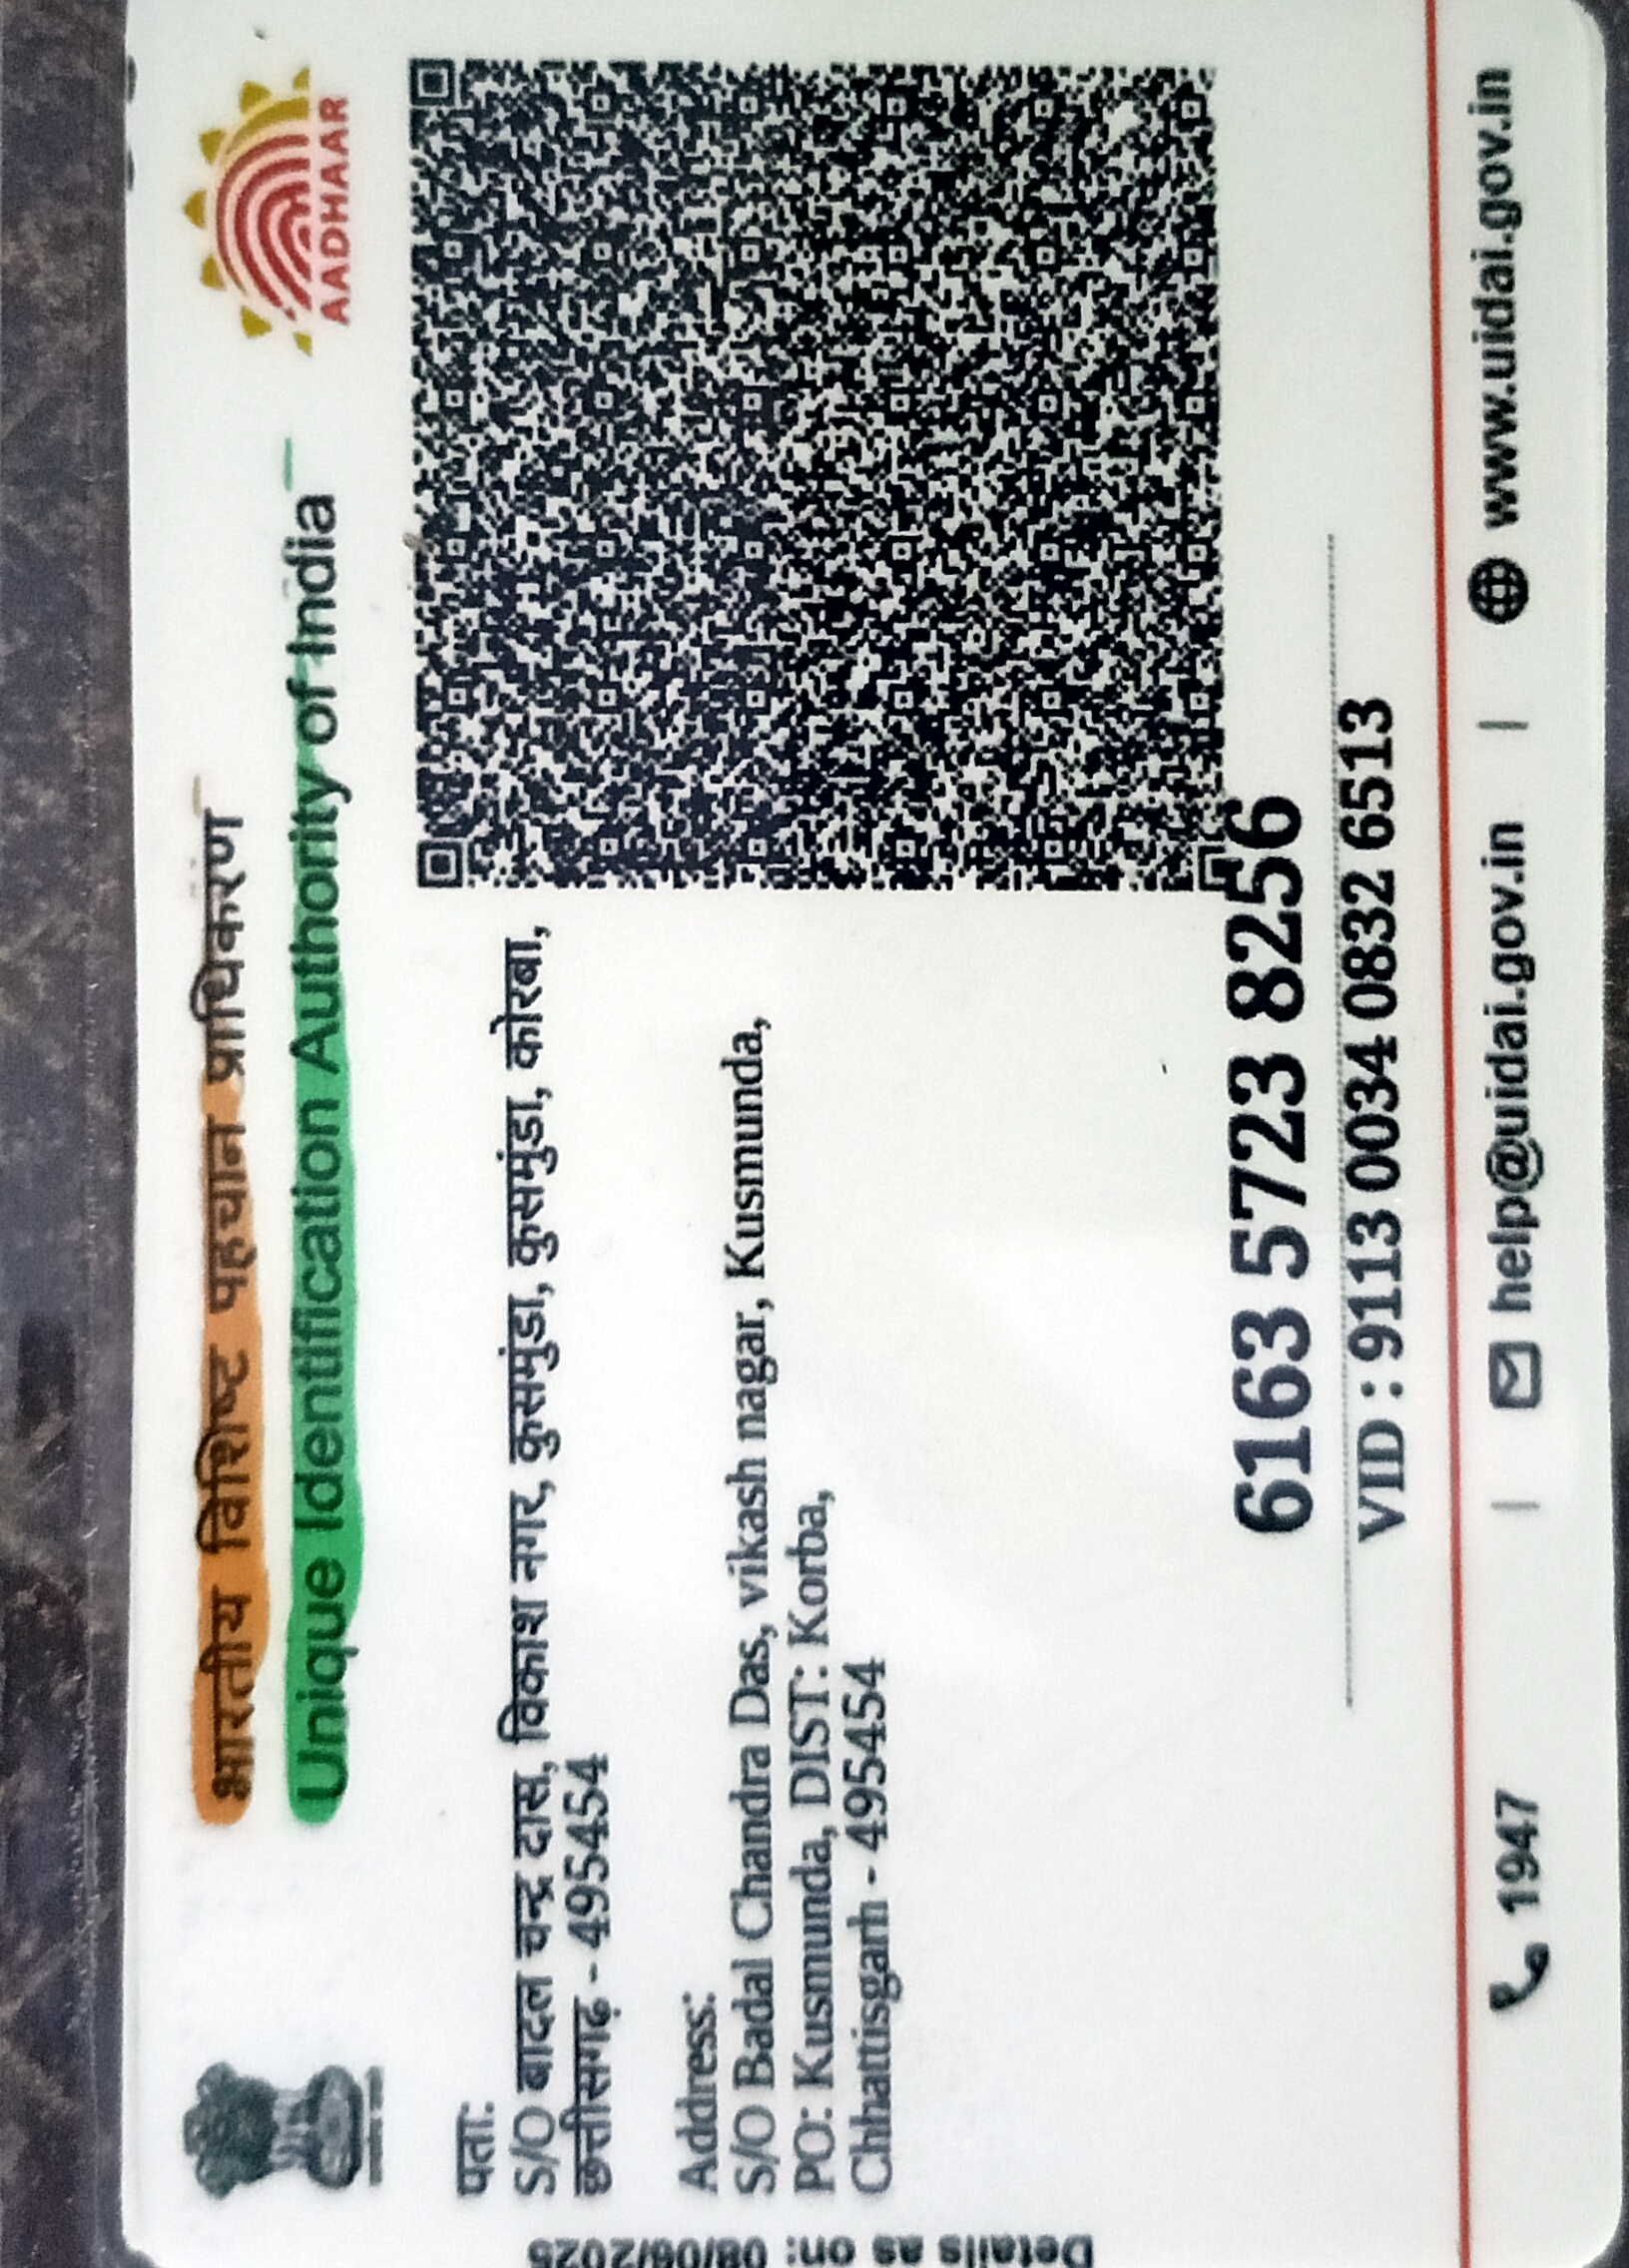 भारतीय विशिष्ट पहचान प्राधिकरण
Unique Identification Authority of India
AADHAAR
पता:
S/O बादल चन्द्र दास, विकाश नगर, कुसमुंडा, कुसमुंडा, कोरबा,
छत्तीसगढ़ - 495454
Address:
S/O Badal Chandra Das, vikash nagar, Kusmunda,
PO: Kusmunda, DIST: Korba,
Chhattisgarh - 495454
Details as on: 08/06/2025
6163 5723 8256
VID : 9113 0034 0832 6513
1947 | help@uidai.gov.in | www.uidai.gov.in